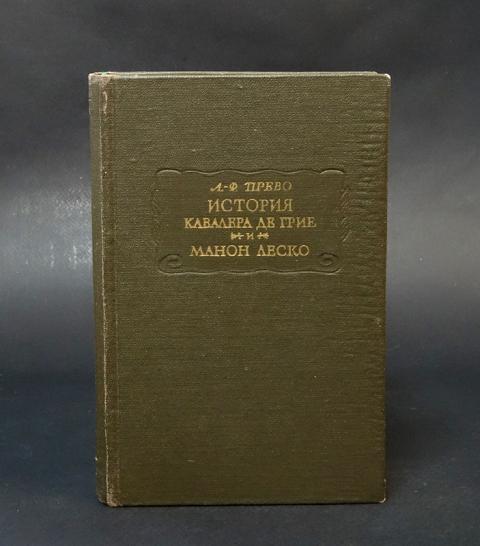 А.-Ф. ПРЕВО
ИСТОРИЯ
КАВАЛЕРА ДЕ ГРИЕ
И
МАНОН ЛЕСКО